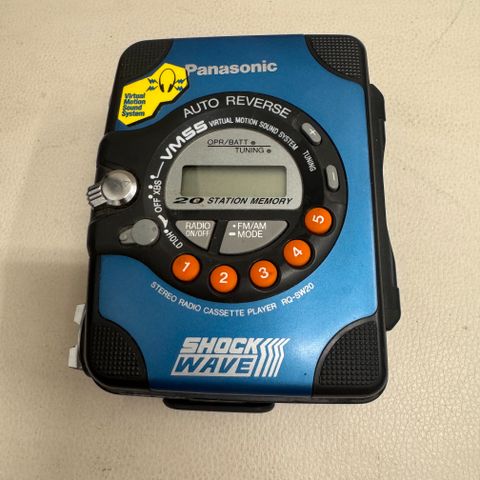 Panasonic
Virtual
Motion
Sound
System
AUTO REVERSE
VMSS VIRTUAL MOTION SOUND SYSTEM
OPR/BATT
TUNING
+
TUNING
−
OFF XBS
20 STATION MEMORY
HOLD
RADIO
ON/OFF
• FM/AM
– MODE
1 2 3 4 5
STEREO RADIO CASSETTE PLAYER RQ-SW20
SHOCK
WAVE